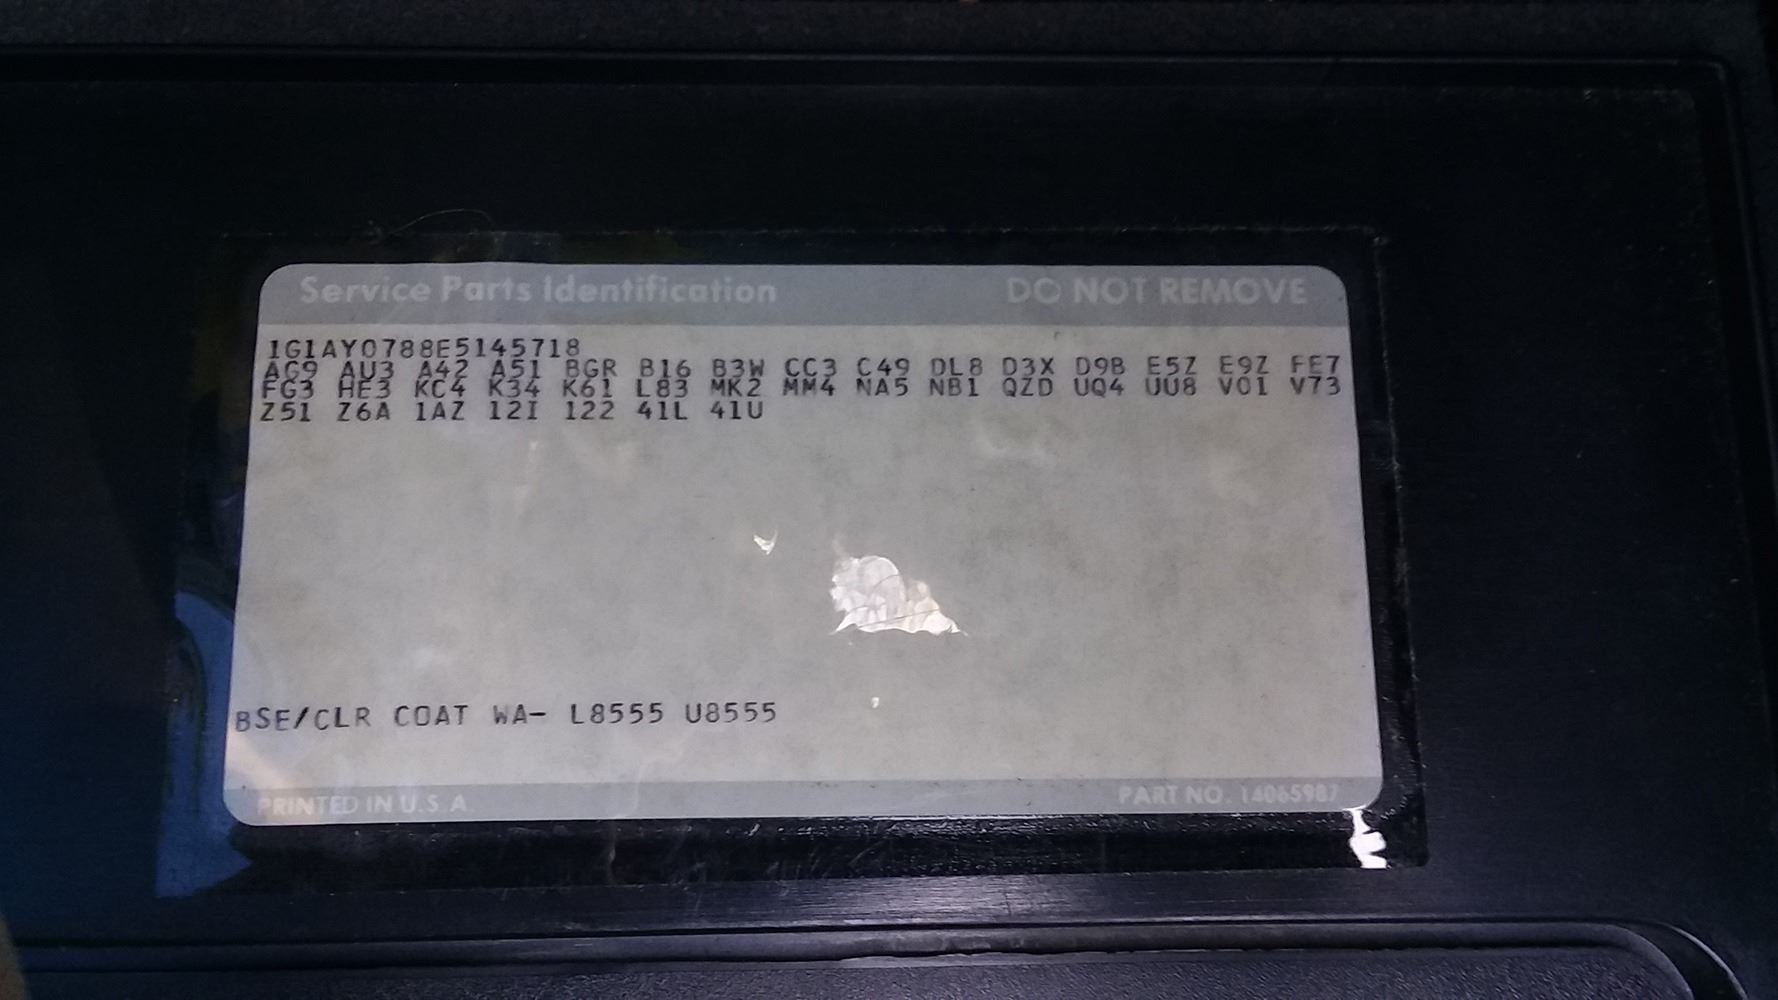 Service Parts Identification DO NOT REMOVE
1G1AY0788E5145718
AG9 AU3 A42 A51 BGR B16 B3W CC3 C49 DL8 D3X D9B E5Z E9Z FE7
FG3 HE3 KC4 K34 K61 L83 MK2 MM4 NA5 NB1 QZD UQ4 UU8 V01 V73
Z51 Z6A 1AZ 12I 122 41L 41U
BSE/CLR COAT WA- L8555 U8555
PRINTED IN U.S.A. PART NO. 14065987